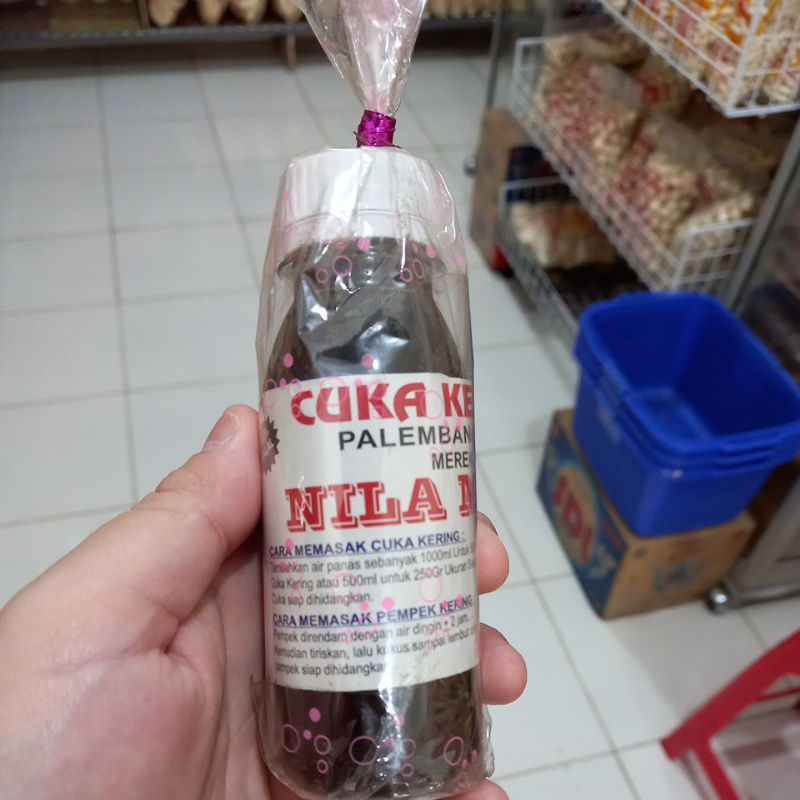 CUKA KE
PALEMBAN
MERE
NILA
CARA MEMASAK CUKA KERING :
Tambahkan air panas sebanyak 1000ml Untuk
Cuka Kering atau 500ml untuk 250Gr Ukuran
Cuka siap dihidangkan.
CARA MEMASAK PEMPEK KERING
Pempek direndam dengan air dingin ± 2 jam,
Kemudian tiriskan, lalu kukus sampai lembut
pempek siap dihidangkan